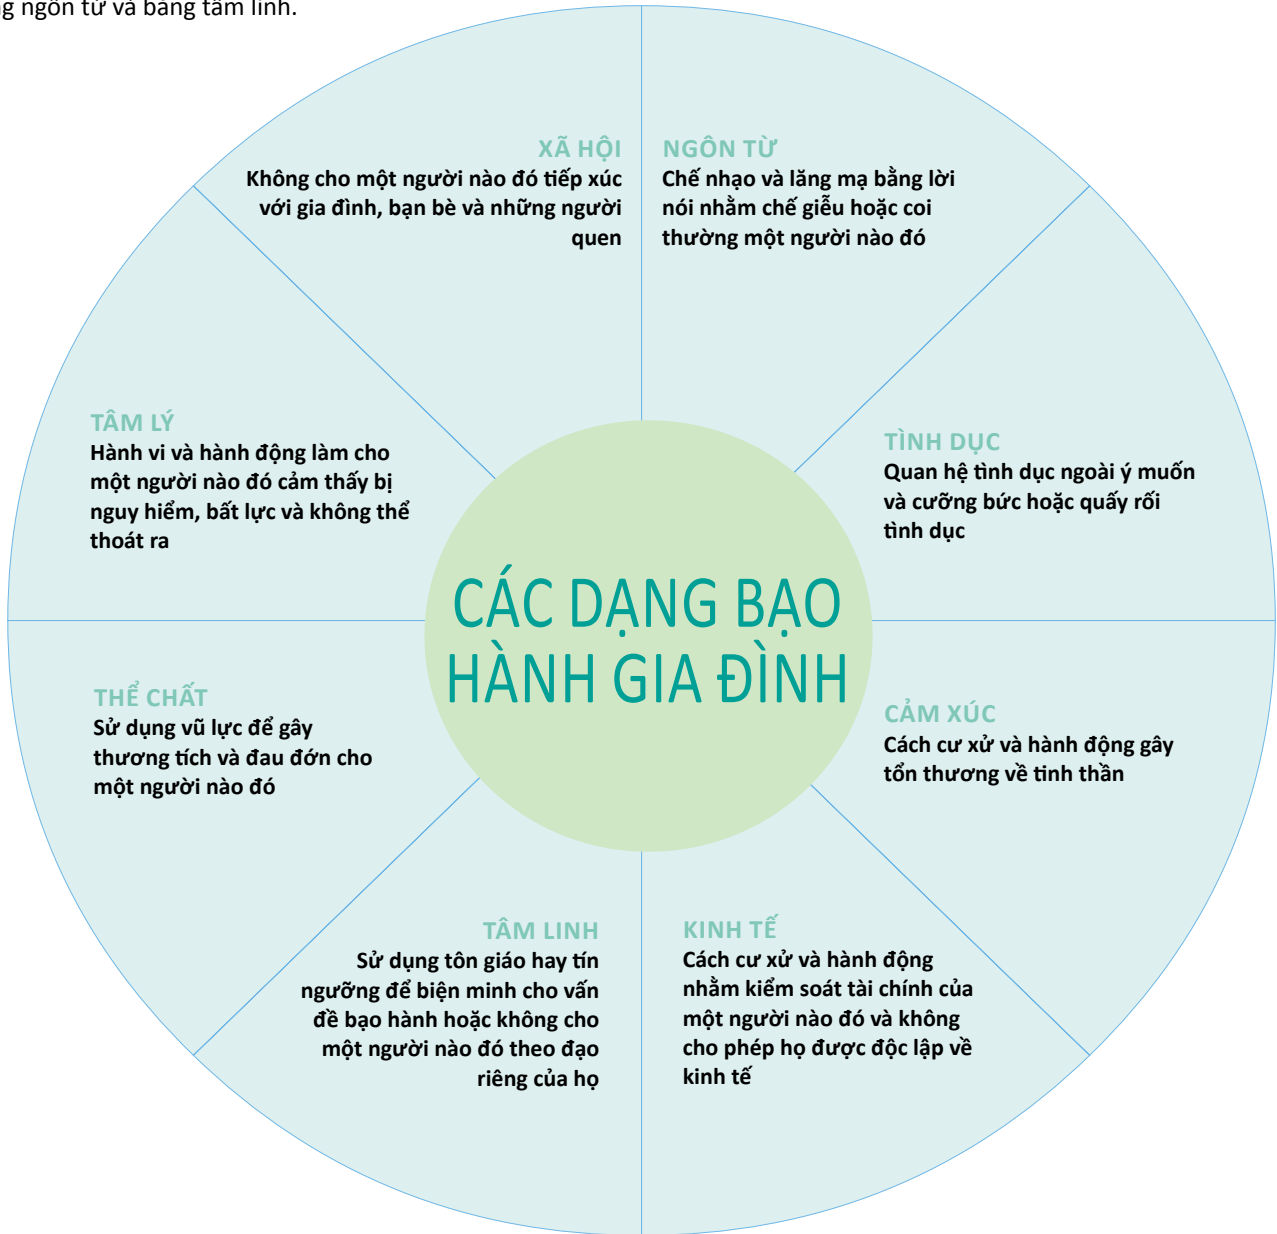 ng ngôn từ và bằng tâm linh.
XÃ HỘI
Không cho một người nào đó tiếp xúc
với gia đình, bạn bè và những người
quen
NGÔN TỪ
Chế nhạo và lăng mạ bằng lời
nói nhằm chế giễu hoặc coi
thường một người nào đó
TÂM LÝ
Hành vi và hành động làm cho
một người nào đó cảm thấy bị
nguy hiểm, bất lực và không thể
thoát ra
TÌNH DỤC
Quan hệ tình dục ngoài ý muốn
và cưỡng bức hoặc quấy rối
tình dục
CÁC DẠNG BẠO
HÀNH GIA ĐÌNH
THỂ CHẤT
Sử dụng vũ lực để gây
thương tích và đau đớn cho
một người nào đó
CẢM XÚC
Cách cư xử và hành động gây
tổn thương về tinh thần
TÂM LINH
Sử dụng tôn giáo hay tín
ngưỡng để biện minh cho vấn
đề bạo hành hoặc không cho
một người nào đó theo đạo
riêng của họ
KINH TẾ
Cách cư xử và hành động
nhằm kiểm soát tài chính của
một người nào đó và không
cho phép họ được độc lập về
kinh tế